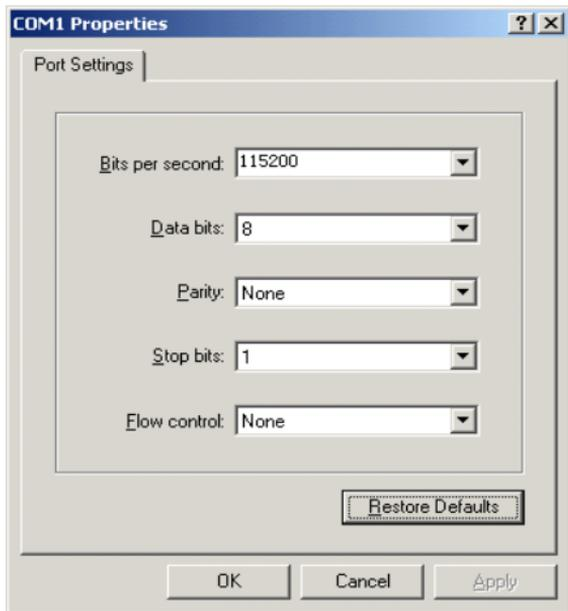 COM1 Properties
Port Settings
Bits per second: 115200
Data bits: 8
Parity: None
Stop bits: 1
Flow control: None
Restore Defaults
OK Cancel Apply